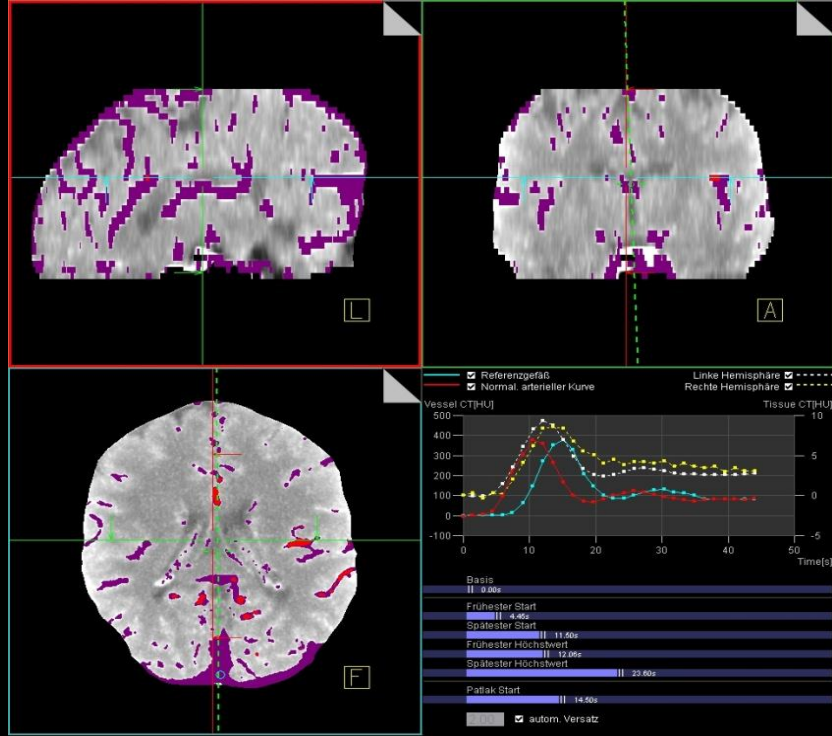 L
A
F
Referenzgefäß
Linke Hemisphäre
Normal. arterieller Kurve
Rechte Hemisphäre
Vessel CT[HU]
Tissue CT[HU]
500
400
300
200
100
0
-100
10
5
0
-5
0
10
20
30
40
50
Time[s]
Basis
0.00s
Frühester Start
4.46s
Spätester Start
11.50s
Frühester Höchstwert
12.06s
Spätester Höchstwert
23.60s
Patlak Start
14.50s
2.00
autom. Versatz